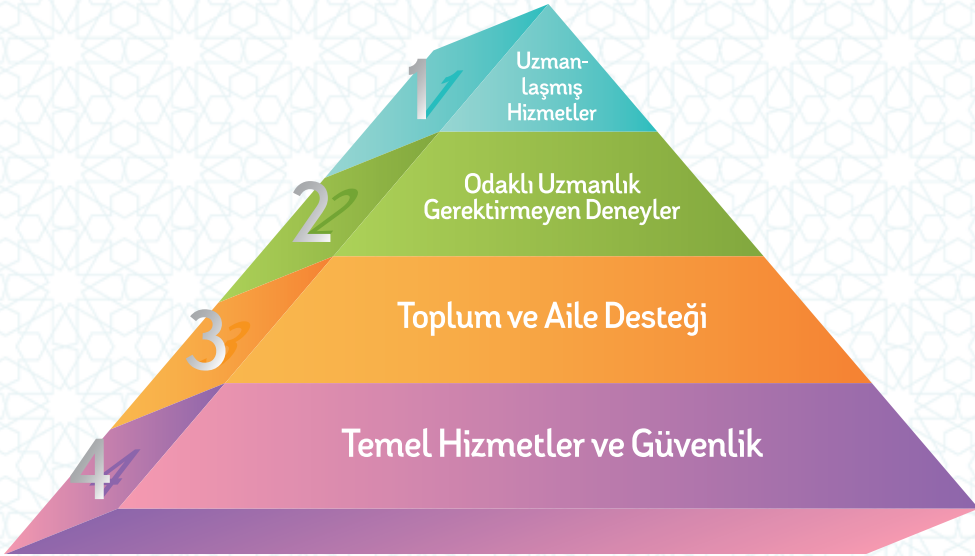 1
Uzman-
laşmış
Hizmetler
2
Odaklı Uzmanlık
Gerektirmeyen Deneyler
3
Toplum ve Aile Desteği
4
Temel Hizmetler ve Güvenlik